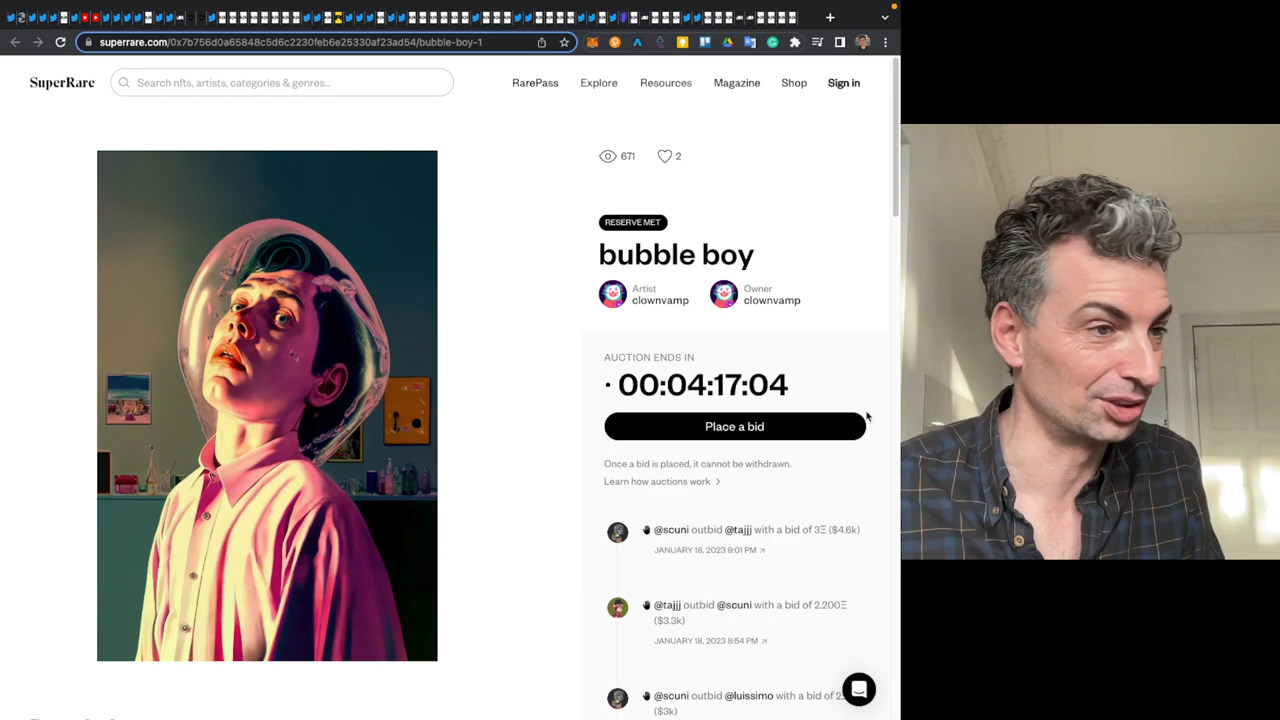 superrare.com/0x7b756d0a65848c5d6c2230feb6e25330af23ad54/bubble-boy-1
SuperRare
Search nfts, artists, categories & genres...
RarePass
Explore
Resources
Magazine
Shop
Sign in
671
2
RESERVE MET
bubble boy
Artist
clownvamp
Owner
clownvamp
AUCTION ENDS IN
· 00:04:17:04
Place a bid
Once a bid is placed, it cannot be withdrawn.
Learn how auctions work
@scuni outbid @tajjj with a bid of 3Ξ ($4.6k)
JANUARY 18, 2023 9:01 PM
@tajjj outbid @scuni with a bid of 2.200Ξ
($3.3k)
JANUARY 18, 2023 8:54 PM
@scuni outbid @luissimo with a bid of
($3k)